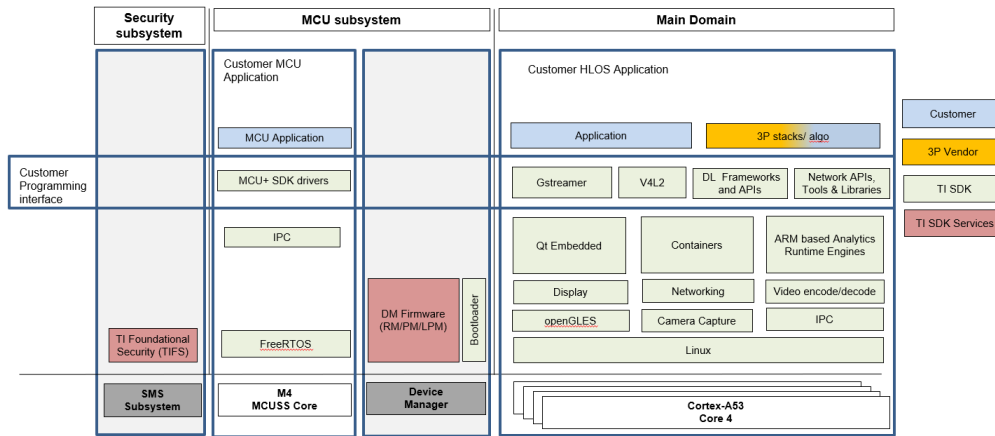 Security
subsystem
MCU subsystem
Main Domain
Customer MCU
Application
Customer HLOS Application
MCU Application
Application
3P stacks/ algo
Customer
Programming
interface
MCU+ SDK drivers
Gstreamer
V4L2
DL Frameworks
and APIs
Network APIs,
Tools & Libraries
IPC
Qt Embedded
Containers
ARM based Analytics
Runtime Engines
DM Firmware
(RM/PM/LPM)
Bootloader
Display
Networking
Video encode/decode
TI Foundational
Security (TIFS)
FreeRTOS
openGLES
Camera Capture
IPC
Linux
SMS
Subsystem
M4
MCUSS Core
Device
Manager
Cortex-A53
Core 4
Customer
3P Vendor
TI SDK
TI SDK Services